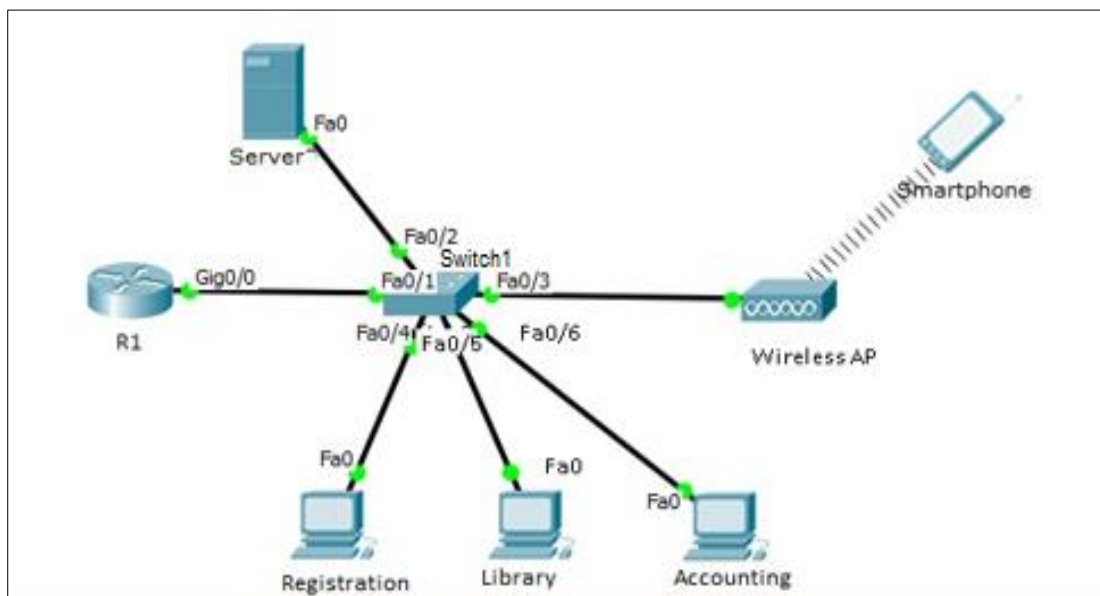 Fa0
Server
Smartphone
Fa0/2
Switch1
Gig0/0
Fa0/1
Fa0/3
R1
Fa0/4
Fa0/5
Fa0/6
Wireless AP
Fa0
Fa0
Fa0
Registration
Library
Accounting